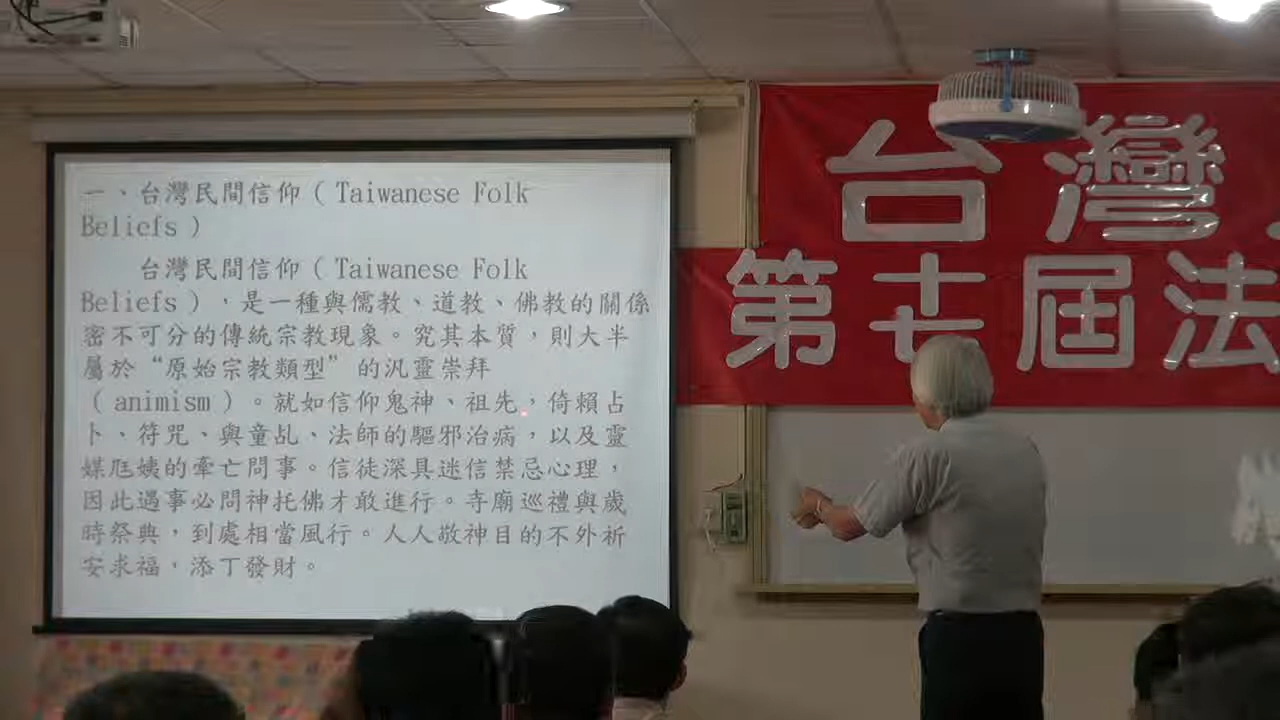 一、台灣民間信仰（Taiwanese Folk
Beliefs）
台灣民間信仰（Taiwanese Folk
Beliefs），是一種與儒教、道教、佛教的關係
密不可分的傳統宗教現象。究其本質，則大半
屬於“原始宗教類型”的汎靈崇拜
（animism）。就如信仰鬼神、祖先，倚賴占
卜、符咒、與童乩、法師的驅邪治病，以及靈
媒尪姨的牽亡問事。信徒深具迷信禁忌心理，
因此遇事必問神托佛才敢進行。寺廟巡禮與歲
時祭典，到處相當風行。人人敬神目的不外祈
安求福，添丁發財。
台灣
第七屆法